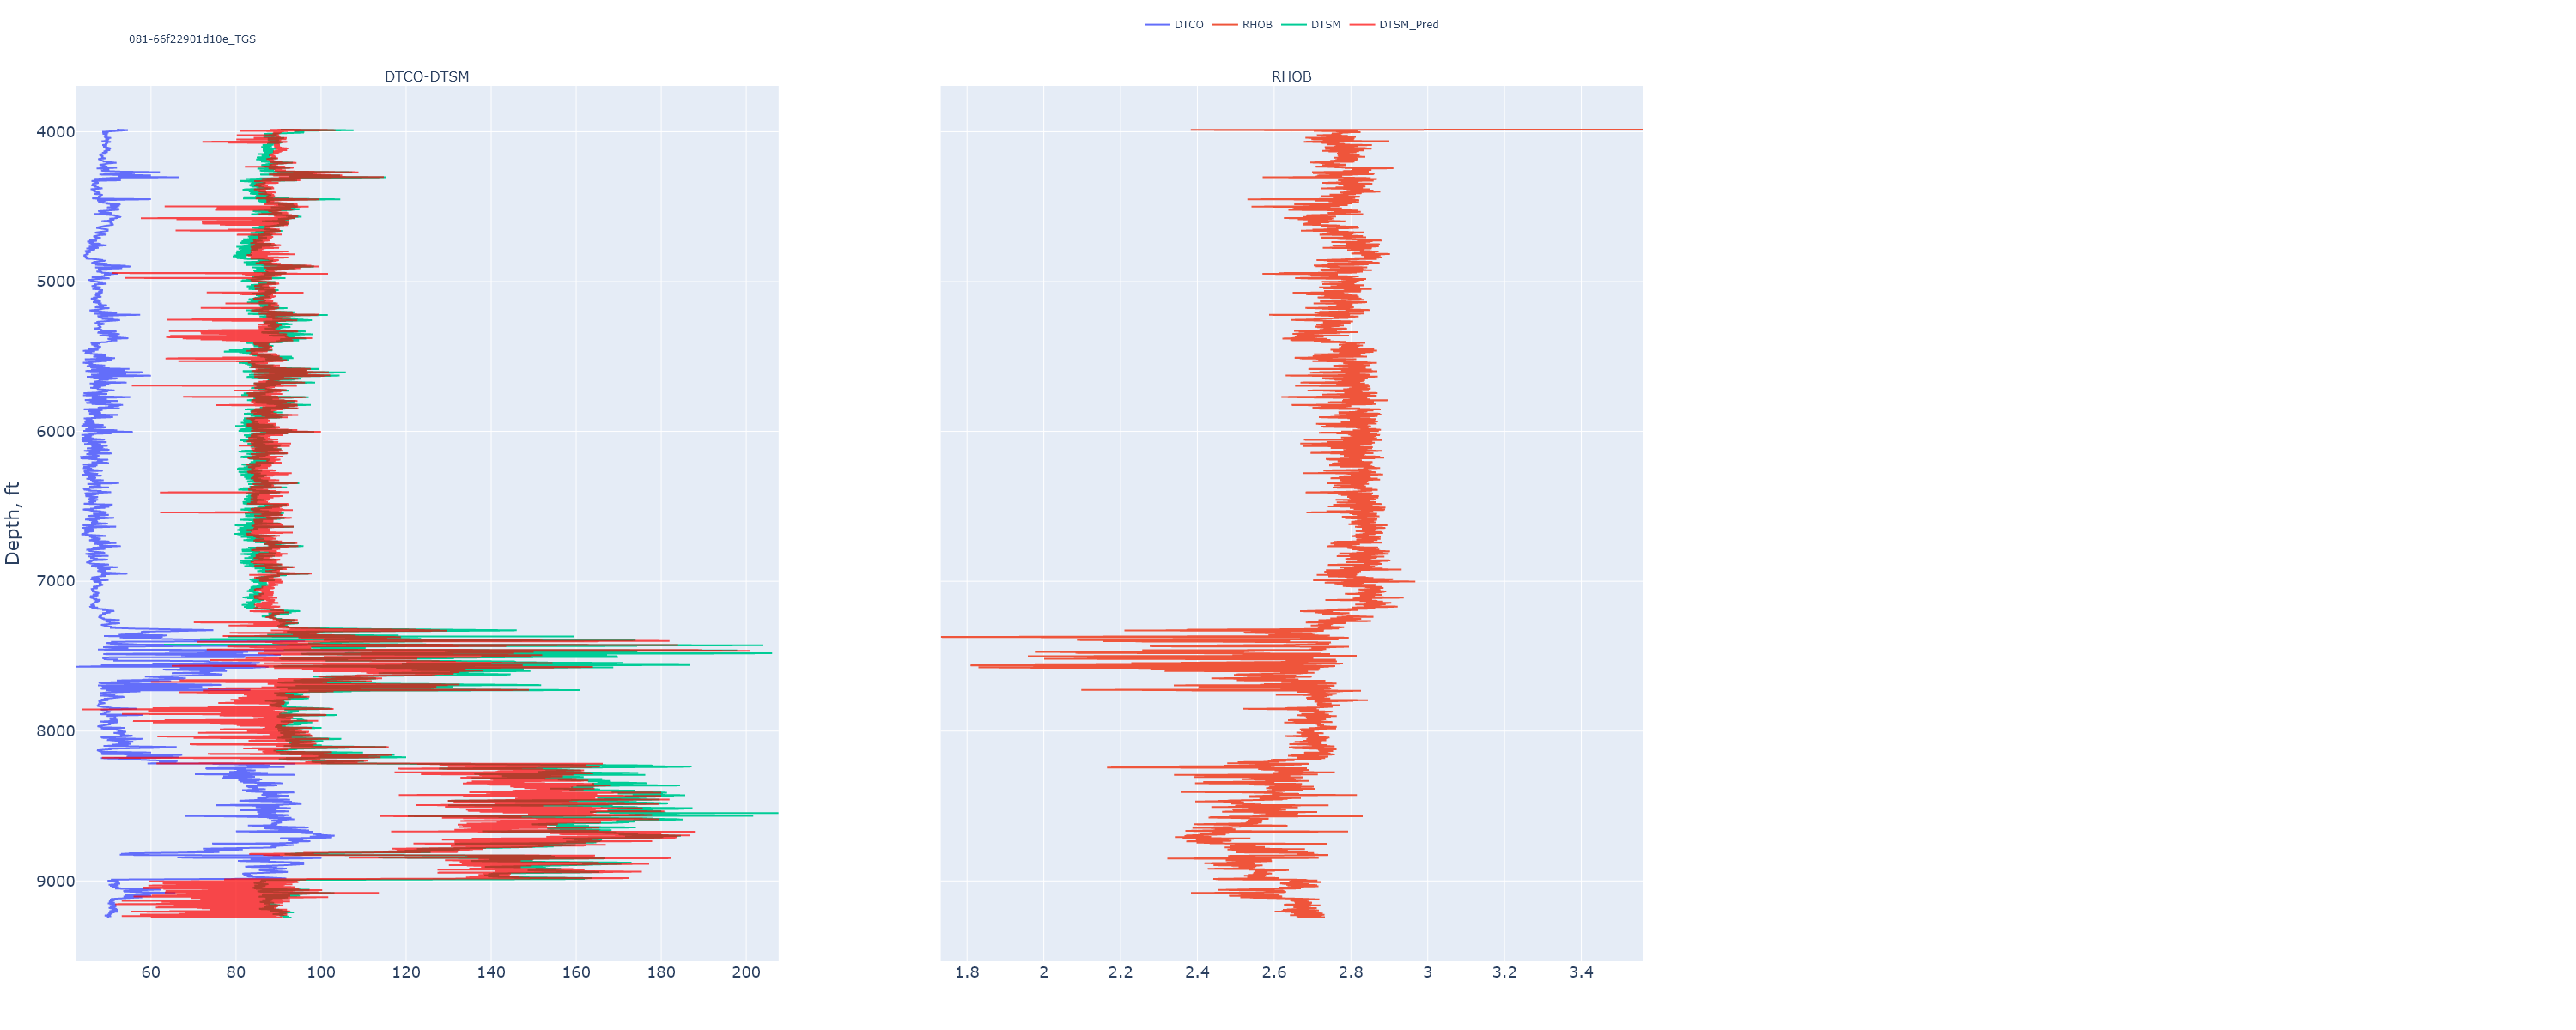 DTCO RHOB DTSM DTSM_Pred
081-66f22901d10e_TGS
DTCO-DTSM
RHOB
Depth, ft
4000
5000
6000
7000
8000
9000
60 80 100 120 140 160 180 200
1.8 2 2.2 2.4 2.6 2.8 3 3.2 3.4